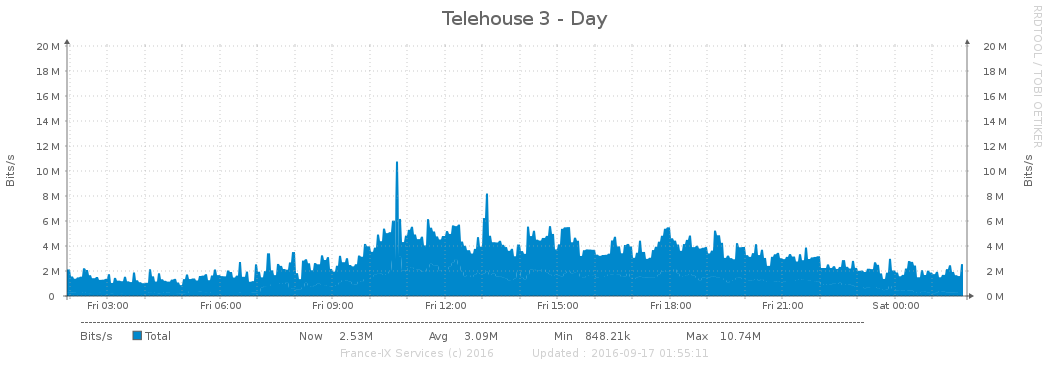 Telehouse 3 - Day
RRDTOOL / TOBI OETIKER
Bits/s
20 M 20 M
18 M 18 M
16 M 16 M
14 M 14 M
12 M 12 M
10 M 10 M
8 M 8 M
6 M 6 M
4 M 4 M
2 M 2 M
0 0 M
Bits/s
Fri 03:00 Fri 06:00 Fri 09:00 Fri 12:00 Fri 15:00 Fri 18:00 Fri 21:00 Sat 00:00
Bits/s Total Now 2.53M Avg 3.09M Min 848.21k Max 10.74M
France-IX Services (c) 2016 Updated : 2016-09-17 01:55:11